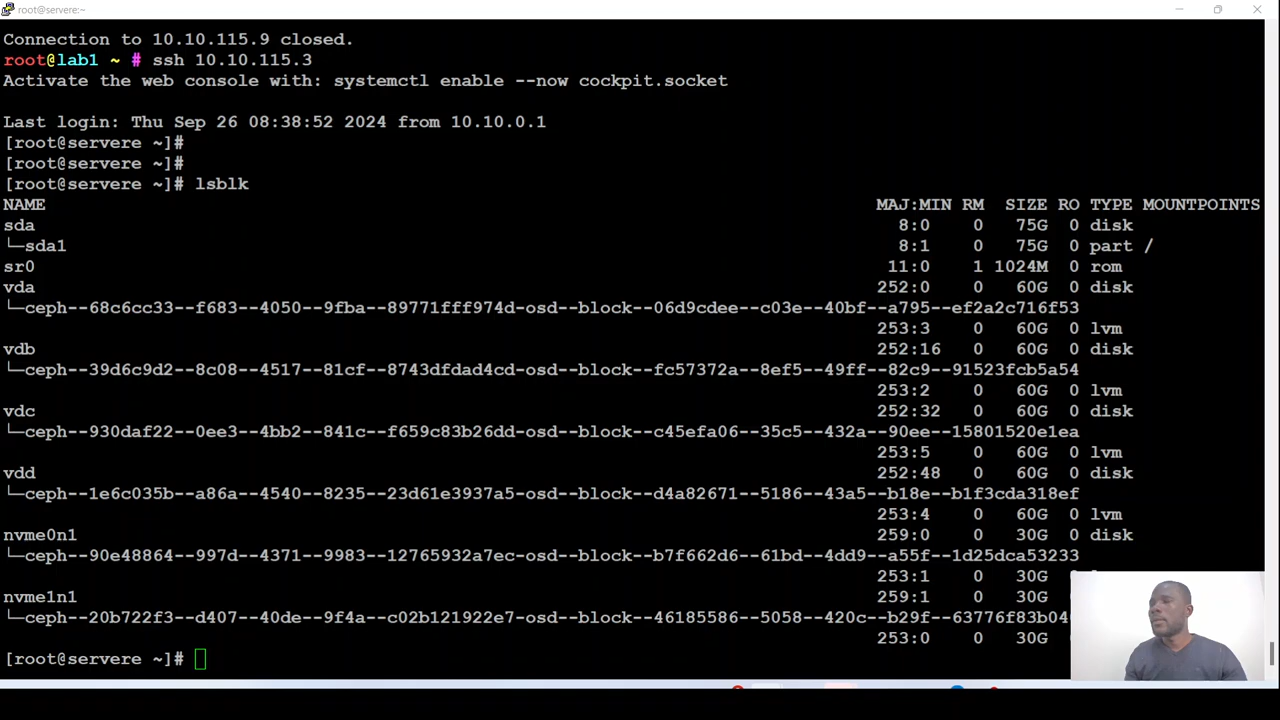 root@servere:~
Connection to 10.10.115.9 closed.
root@lab1 ~ # ssh 10.10.115.3
Activate the web console with: systemctl enable --now cockpit.socket
Last login: Thu Sep 26 08:38:52 2024 from 10.10.0.1
[root@servere ~]#
[root@servere ~]#
[root@servere ~]# lsblk
NAME MAJ:MIN RM SIZE RO TYPE MOUNTPOINTS
sda 8:0 0 75G 0 disk
└─sda1 8:1 0 75G 0 part /
sr0 11:0 1 1024M 0 rom
vda 252:0 0 60G 0 disk
└─ceph--68c6cc33--f683--4050--9fba--89771fff974d-osd--block--06d9cdee--c03e--40bf--a795--ef2a2c716f53
253:3 0 60G 0 lvm
vdb 252:16 0 60G 0 disk
└─ceph--39d6c9d2--8c08--4517--81cf--8743dfdad4cd-osd--block--fc57372a--8ef5--49ff--82c9--91523fcb5a54
253:2 0 60G 0 lvm
vdc 252:32 0 60G 0 disk
└─ceph--930daf22--0ee3--4bb2--841c--f659c83b26dd-osd--block--c45efa06--35c5--432a--90ee--15801520e1ea
253:5 0 60G 0 lvm
vdd 252:48 0 60G 0 disk
└─ceph--1e6c035b--a86a--4540--8235--23d61e3937a5-osd--block--d4a82671--5186--43a5--b18e--b1f3cda318ef
253:4 0 60G 0 lvm
nvme0n1 259:0 0 30G 0 disk
└─ceph--90e48864--997d--4371--9983--12765932a7ec-osd--block--b7f662d6--61bd--4dd9--a55f--1d25dca53233
253:1 0 30G
nvme1n1 259:1 0 30G
└─ceph--20b722f3--d407--40de--9f4a--c02b121922e7-osd--block--46185586--5058--420c--b29f--63776f83b04
253:0 0 30G
[root@servere ~]#